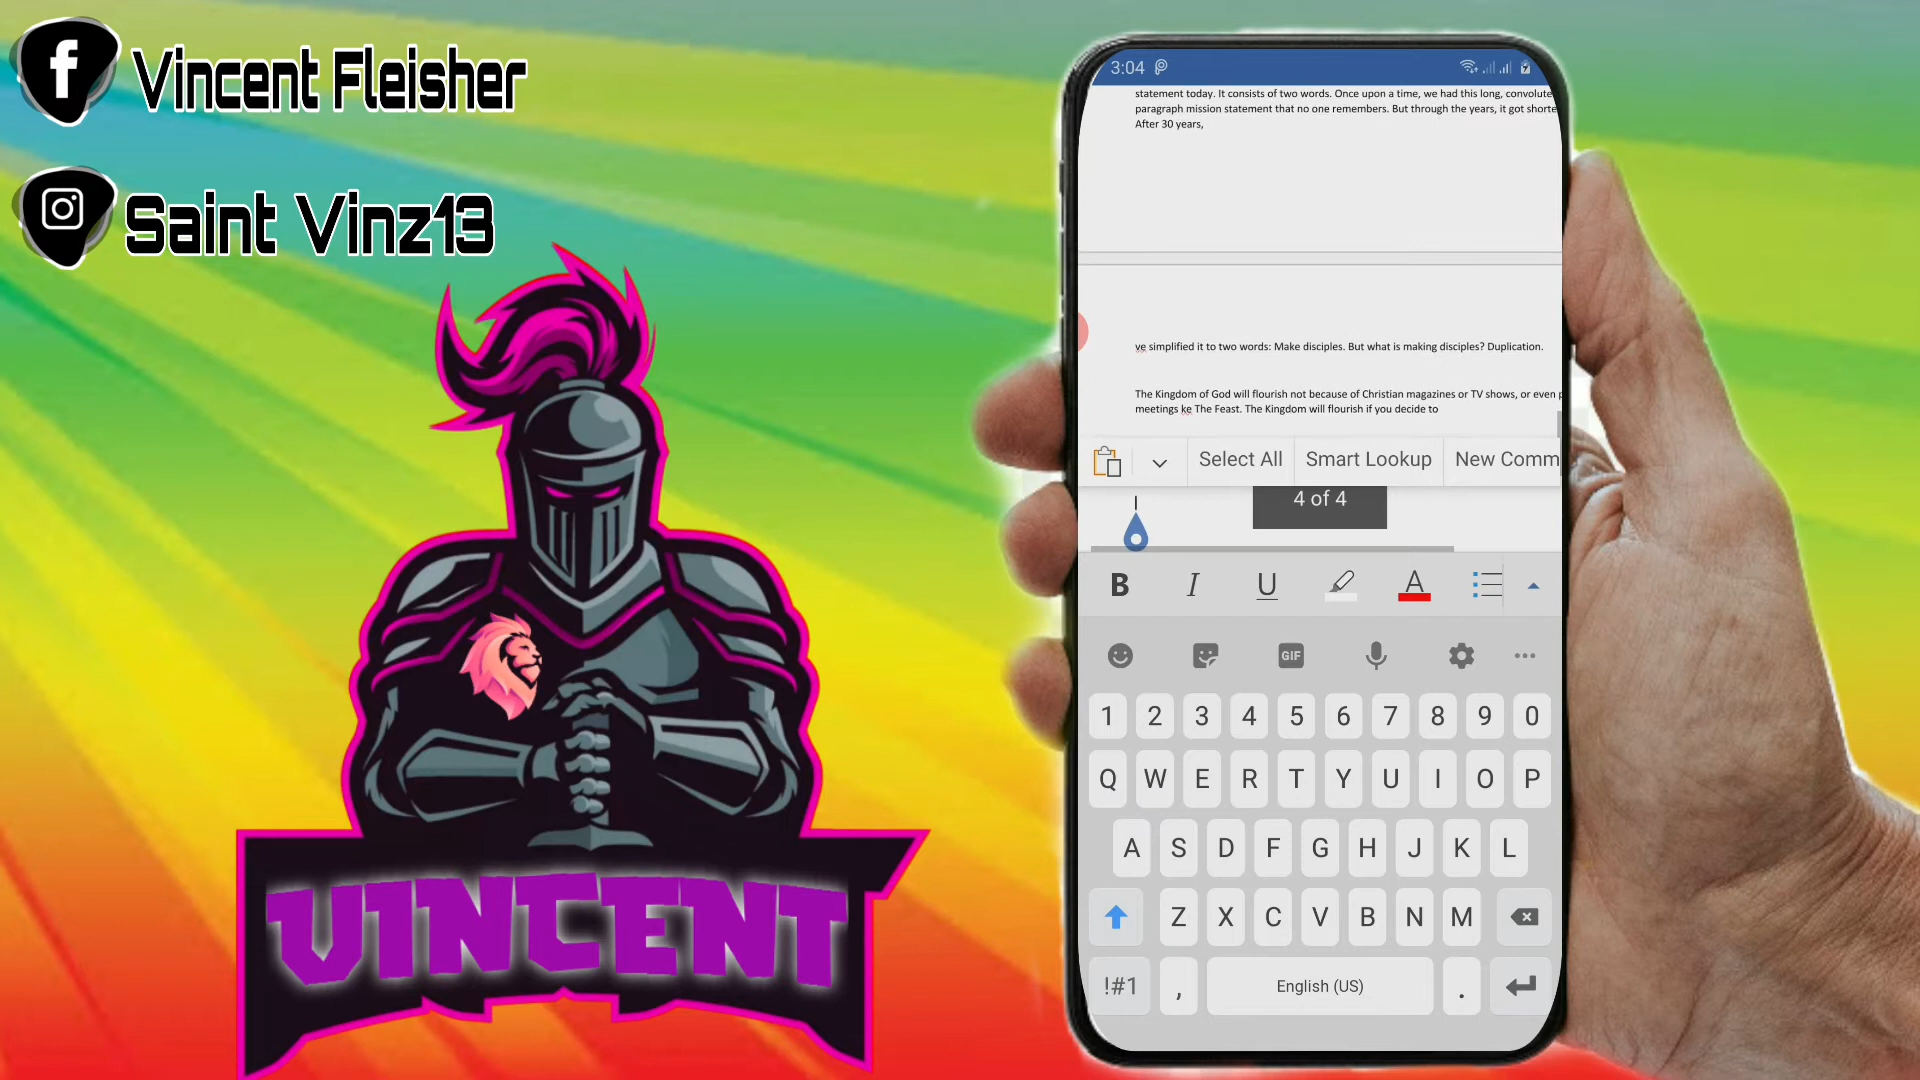 Vincent Fleisher
Saint Vinz13
VINCENT
3:04
statement today. It consists of two words. Once upon a time, we had this long, convolute
paragraph mission statement that no one remembers. But through the years, it got shorte
After 30 years,
ve simplified it to two words: Make disciples. But what is making disciples? Duplication.
The Kingdom of God will flourish not because of Christian magazines or TV shows, or even p
meetings ke The Feast. The Kingdom will flourish if you decide to
Select All Smart Lookup New Comm
4 of 4
B I U A
GIF
1 2 3 4 5 6 7 8 9 0
Q W E R T Y U I O P
A S D F G H J K L
Z X C V B N M
!#1 , English (US) .